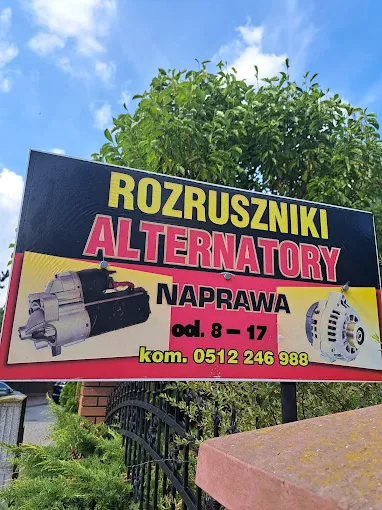 ROZRUSZNIKI
ALTERNATORY
NAPRAWA
od. 8 - 17
kom. 0512 246 988